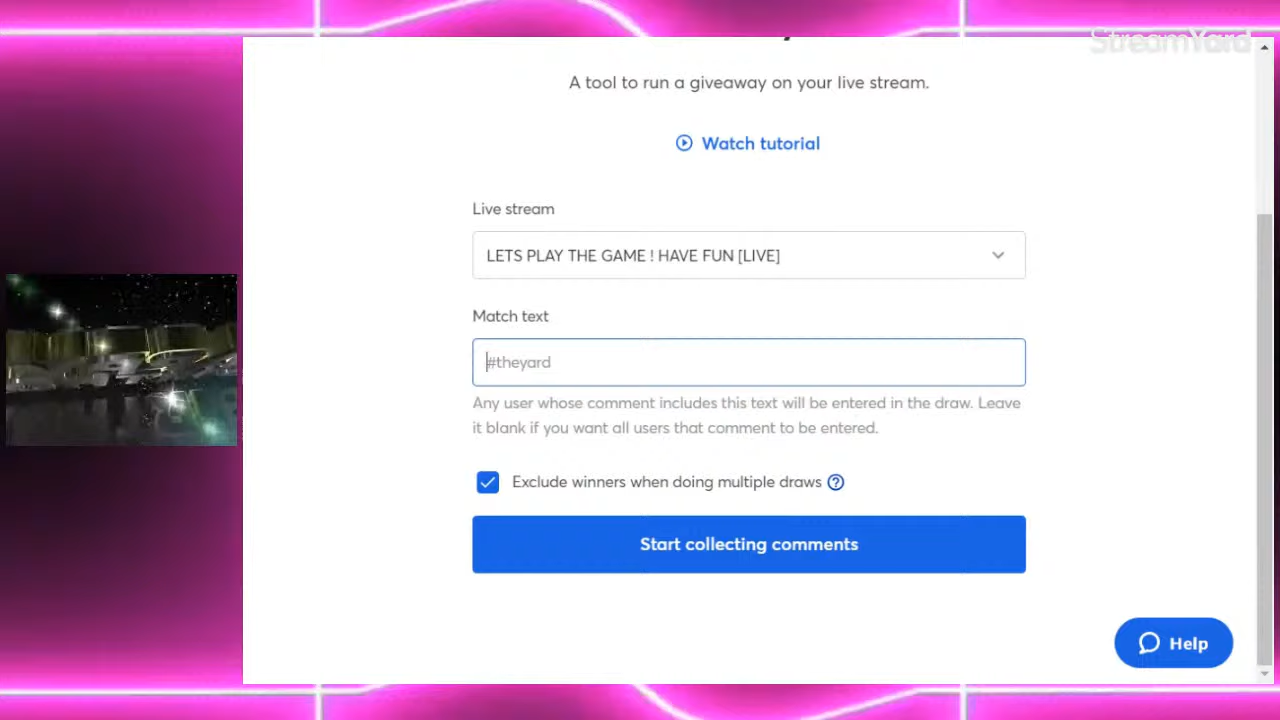 StreamYard
A tool to run a giveaway on your live stream.
Watch tutorial
Live stream
LETS PLAY THE GAME ! HAVE FUN [LIVE]
Match text
#theyard
Any user whose comment includes this text will be entered in the draw. Leave
it blank if you want all users that comment to be entered.
Exclude winners when doing multiple draws ?
Start collecting comments
Help